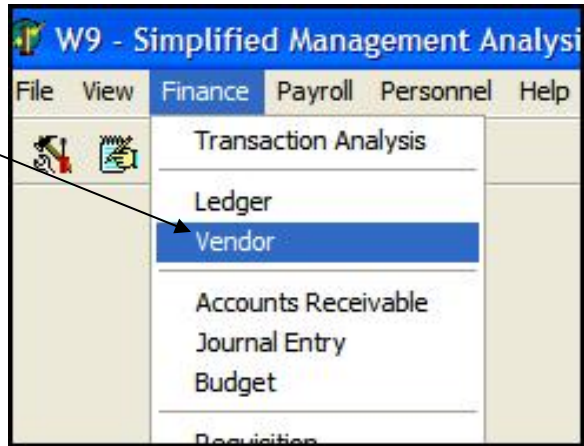 W9 - Simplified Management Analysi
File View Finance Payroll Personnel Help
Transaction Analysis
Ledger
Vendor
Accounts Receivable
Journal Entry
Budget
Requisition